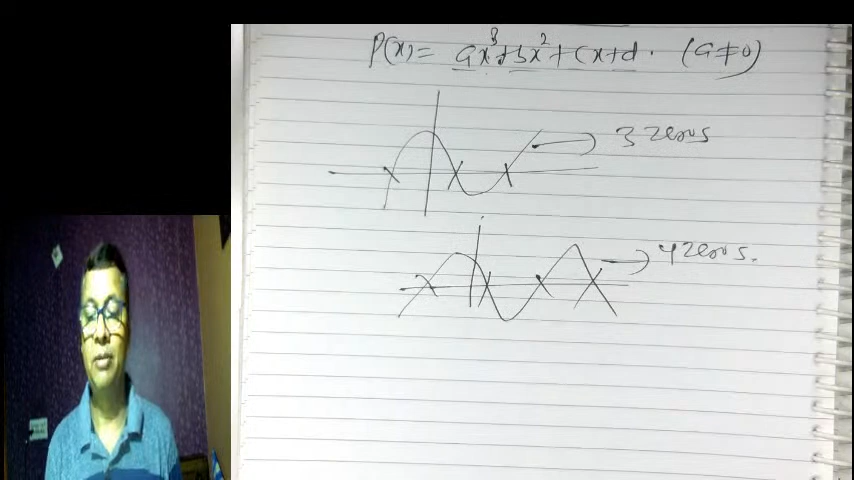 P(x) = ax³+bx²+cx+d. (a≠0)
3 zeros
4 zeros.